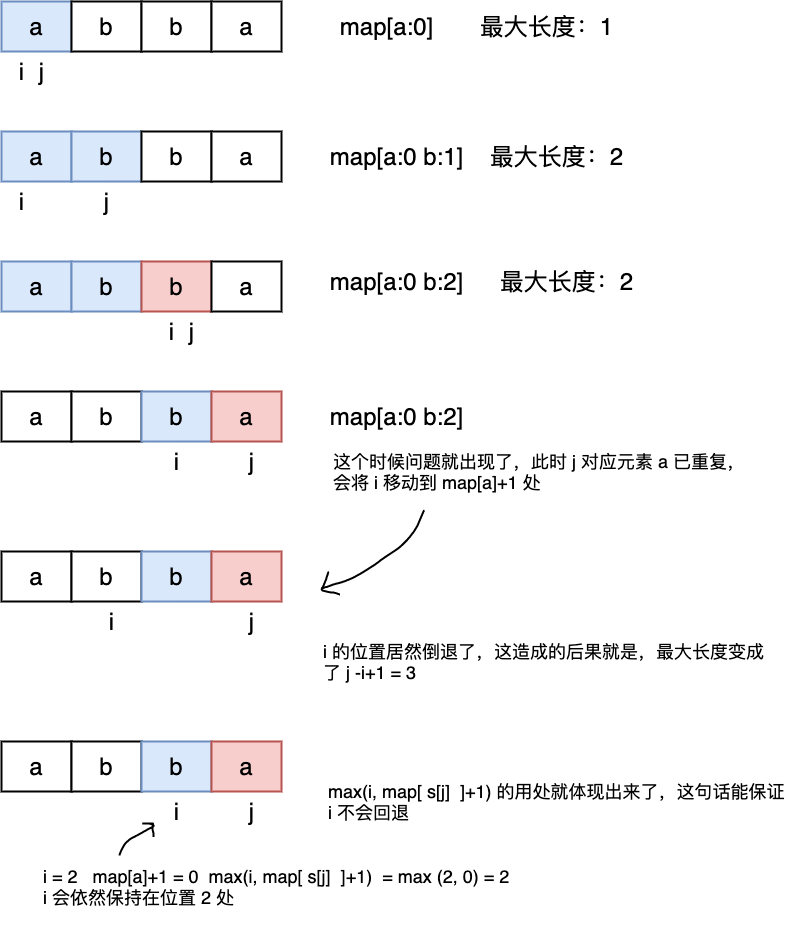 a b b a map[a:0] 最大长度：1
i j
a b b a map[a:0 b:1] 最大长度：2
i j
a b b a map[a:0 b:2] 最大长度：2
i j
a b b a map[a:0 b:2]
i j
这个时候问题就出现了，此时 j 对应元素 a 已重复，
会将 i 移动到 map[a]+1 处
a b b a
i j
i 的位置居然倒退了，这造成的后果就是，最大长度变成
了 j -i+1 = 3
a b b a
i j
max(i, map[ s[j] ]+1) 的用处就体现出来了，这句话能保证
i 不会回退
i = 2 map[a]+1 = 0 max(i, map[ s[j] ]+1) = max (2, 0) = 2
i 会依然保持在位置 2 处